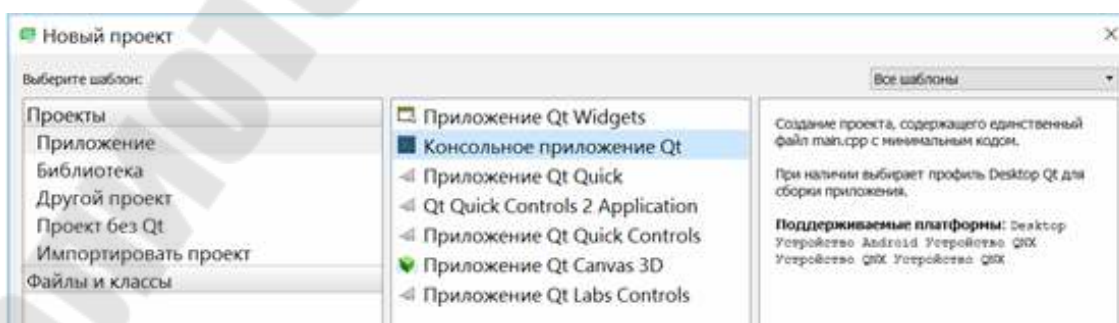 Новый проект
Выберите шаблон:
Все шаблоны
Проекты
Приложение
Библиотека
Другой проект
Проект без Qt
Импортировать проект
Файлы и классы
Приложение Qt Widgets
Консольное приложение Qt
Приложение Qt Quick
Qt Quick Controls 2 Application
Приложение Qt Quick Controls
Приложение Qt Canvas 3D
Приложение Qt Labs Controls
Создание проекта, содержащего единственный
файл main.cpp с минимальным кодом.
При наличии выбирает профиль Desktop Qt для
сборки приложения.
Поддерживаемые платформы: Desktop
Устройство Android Устройство QNX
Устройство QNX Устройство QNX